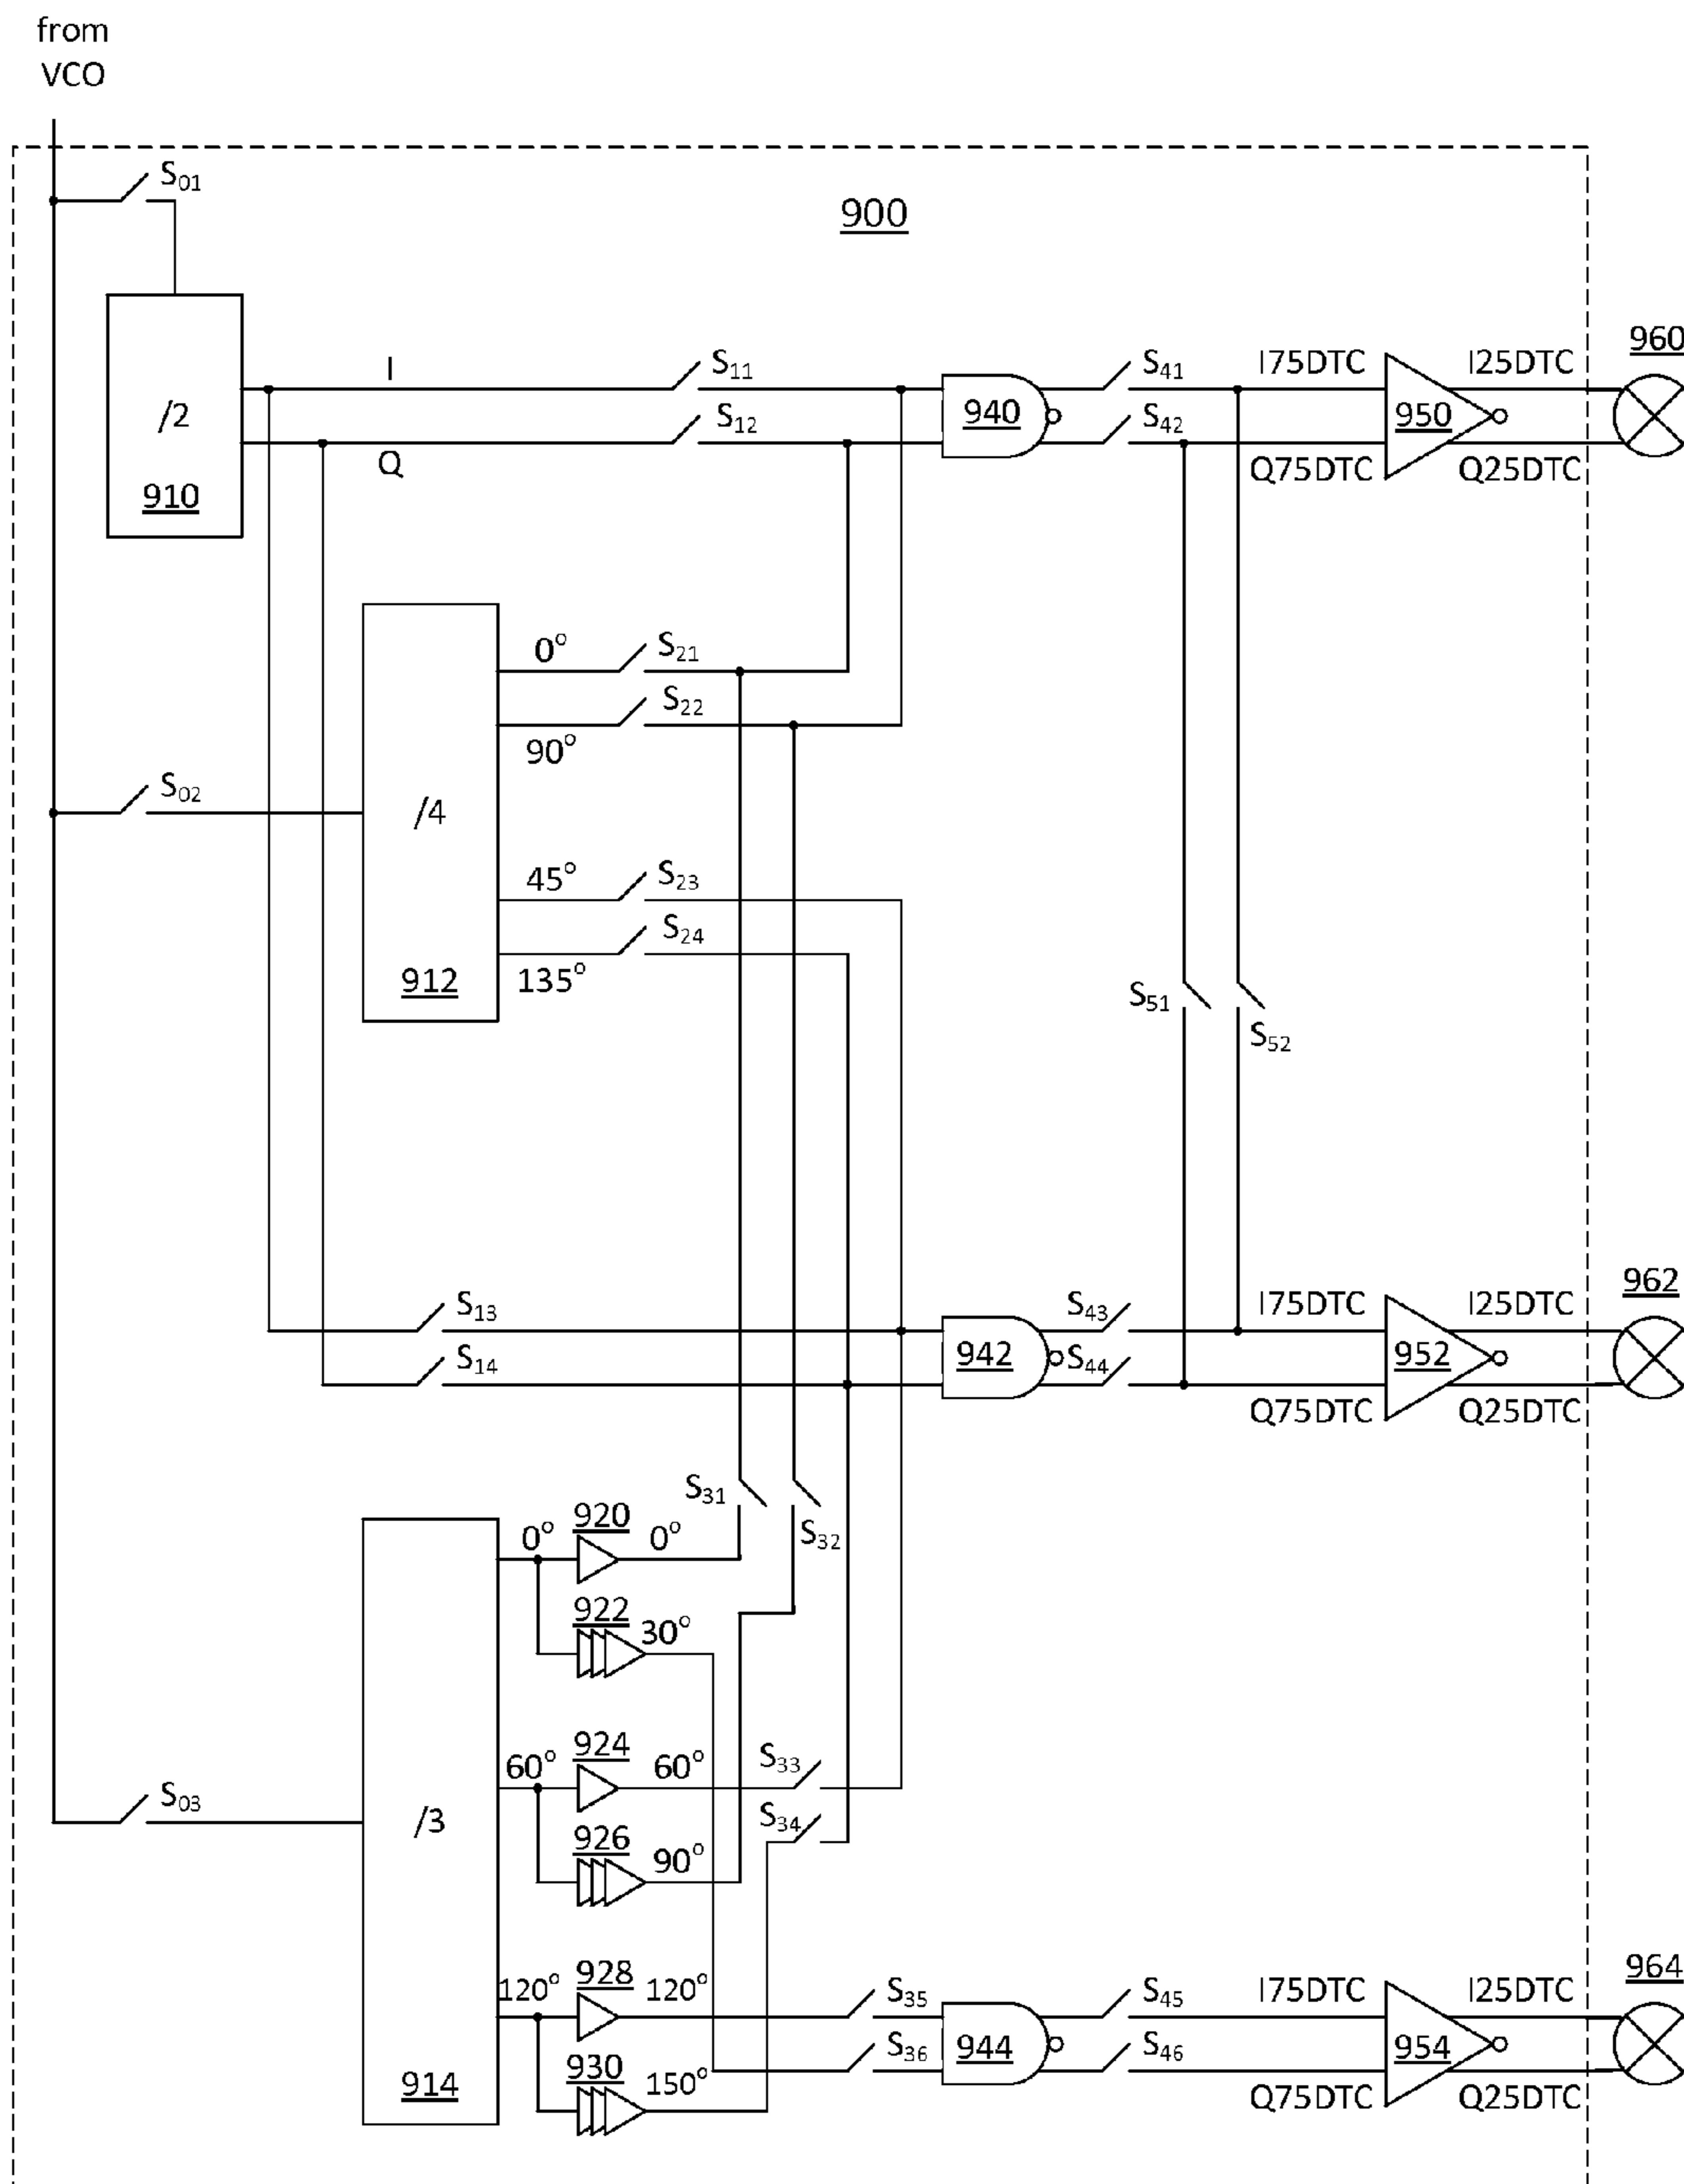 from
VCO
S01
900
960
I
S11
S41
I75DTC
I25DTC
/2
940
950
S12
S42
Q
Q75DTC
Q25DTC
910
0°
S21
S22
90°
S02
/4
45°
S23
S24
912
135°
S51
S52
962
S13
S43
I75DTC
I25DTC
942
952
S14
S44
Q75DTC
Q25DTC
S31
920
0°
0°
S32
922
30°
924
60°
60°
S33
S03
/3
S34
926
90°
964
928
120°
120°
S35
S45
I75DTC
I25DTC
944
954
S36
S46
930
914
150°
Q75DTC
Q25DTC